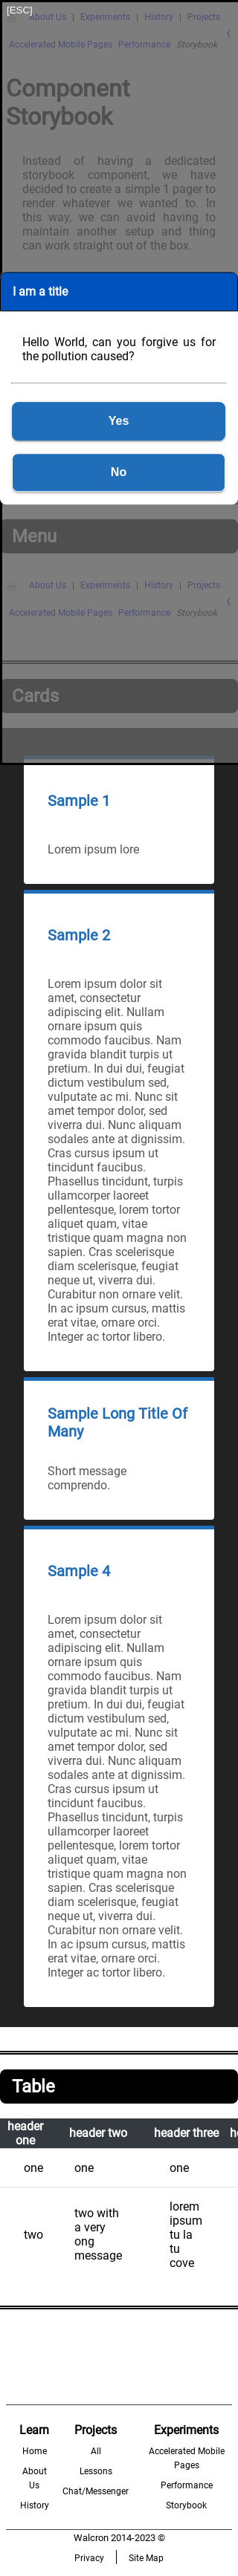 [ESC]
About Us | Experiments | History | Projects
Accelerated Mobile Pages Performance Storybook
Component
Storybook
Instead of having a dedicated
storybook component, we have
decided to create a simple 1 pager to
render whatever we wanted to. In
this way, we can avoid having to
maintain another setup and thing
can work straight out of the box.
I am a title
Hello World, can you forgive us for
the pollution caused?
Yes
No
Menu
About Us | Experiments | History | Projects
Accelerated Mobile Pages Performance Storybook
Cards
Sample 1
Lorem ipsum lore
Sample 2
Lorem ipsum dolor sit
amet, consectetur
adipiscing elit. Nullam
ornare ipsum quis
commodo faucibus. Nam
gravida blandit turpis ut
pretium. In dui dui, feugiat
dictum vestibulum sed,
vulputate ac mi. Nunc sit
amet tempor dolor, sed
viverra dui. Nunc aliquam
sodales ante at dignissim.
Cras cursus ipsum ut
tincidunt faucibus.
Phasellus tincidunt, turpis
ullamcorper laoreet
pellentesque, lorem tortor
aliquet quam, vitae
tristique quam magna non
sapien. Cras scelerisque
diam scelerisque, feugiat
neque ut, viverra dui.
Curabitur non ornare velit.
In ac ipsum cursus, mattis
erat vitae, ornare orci.
Integer ac tortor libero.
Sample Long Title Of
Many
Short message
comprendo.
Sample 4
Lorem ipsum dolor sit
amet, consectetur
adipiscing elit. Nullam
ornare ipsum quis
commodo faucibus. Nam
gravida blandit turpis ut
pretium. In dui dui, feugiat
dictum vestibulum sed,
vulputate ac mi. Nunc sit
amet tempor dolor, sed
viverra dui. Nunc aliquam
sodales ante at dignissim.
Cras cursus ipsum ut
tincidunt faucibus.
Phasellus tincidunt, turpis
ullamcorper laoreet
pellentesque, lorem tortor
aliquet quam, vitae
tristique quam magna non
sapien. Cras scelerisque
diam scelerisque, feugiat
neque ut, viverra dui.
Curabitur non ornare velit.
In ac ipsum cursus, mattis
erat vitae, ornare orci.
Integer ac tortor libero.
Table
header one header two header three
one one one
two two with a very ong message lorem ipsum tu la tu cove
Learn
Home
About Us
History
Projects
All
Lessons
Chat/Messenger
Experiments
Accelerated Mobile
Pages
Performance
Storybook
Walcron 2014-2023 ©
Privacy | Site Map